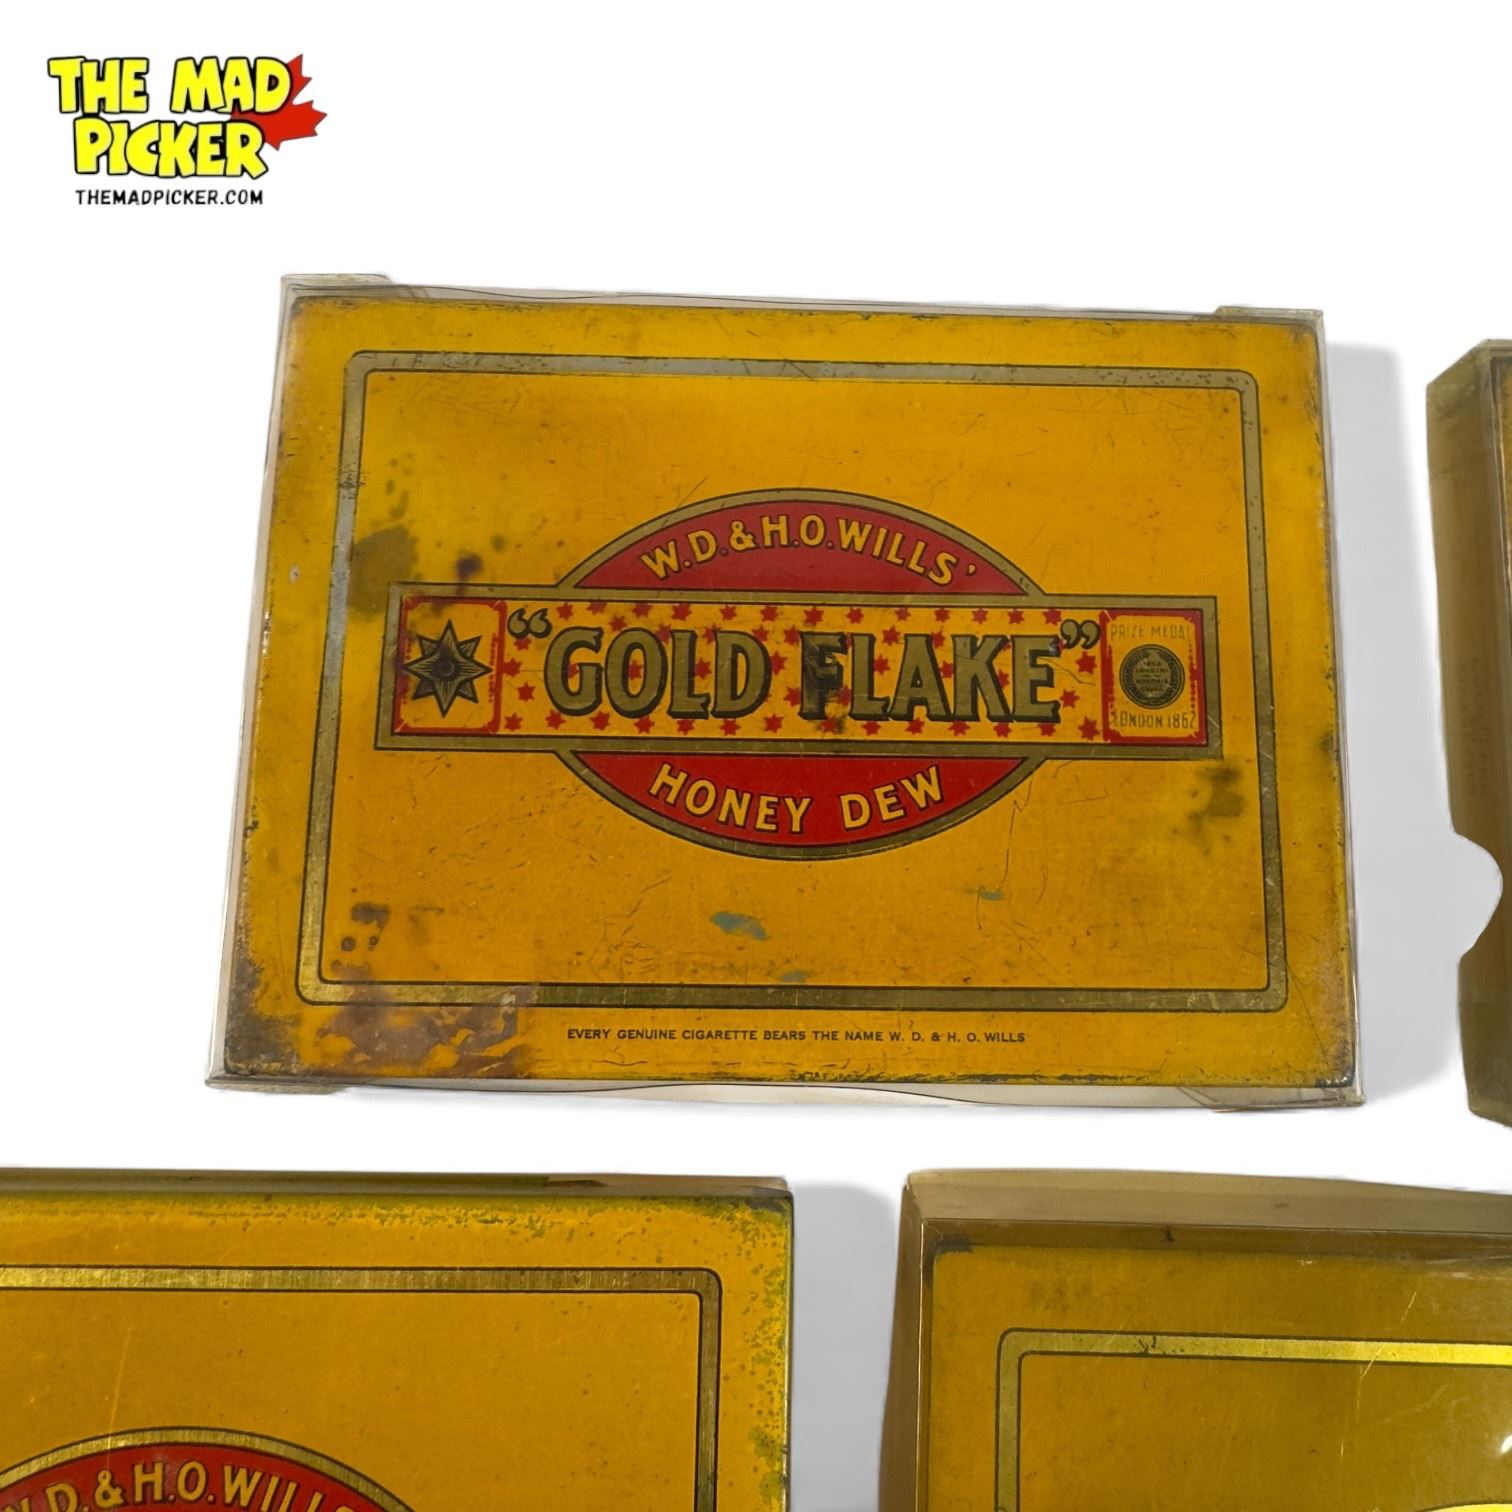 THE MAD
PICKER
THEMADPICKER.COM
W.D.&H.O.WILLS'
"GOLD FLAKE"
PRIZE MEDAL
LONDON 1862
HONEY DEW
EVERY GENUINE CIGARETTE BEARS THE NAME W. D. & H. O. WILLS
D.&H.O.WILLS